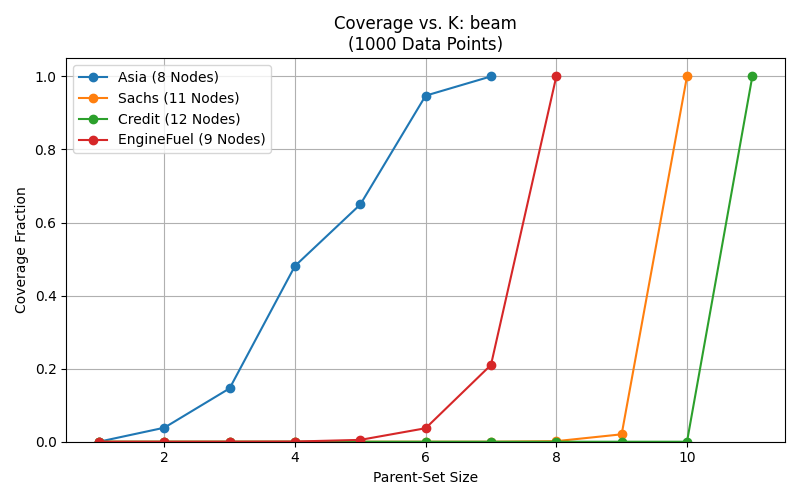 Coverage vs. K: beam
(1000 Data Points)
Asia (8 Nodes)
Sachs (11 Nodes)
Credit (12 Nodes)
EngineFuel (9 Nodes)
Coverage Fraction
1.0
0.8
0.6
0.4
0.2
0.0
2 4 6 8 10
Parent-Set Size